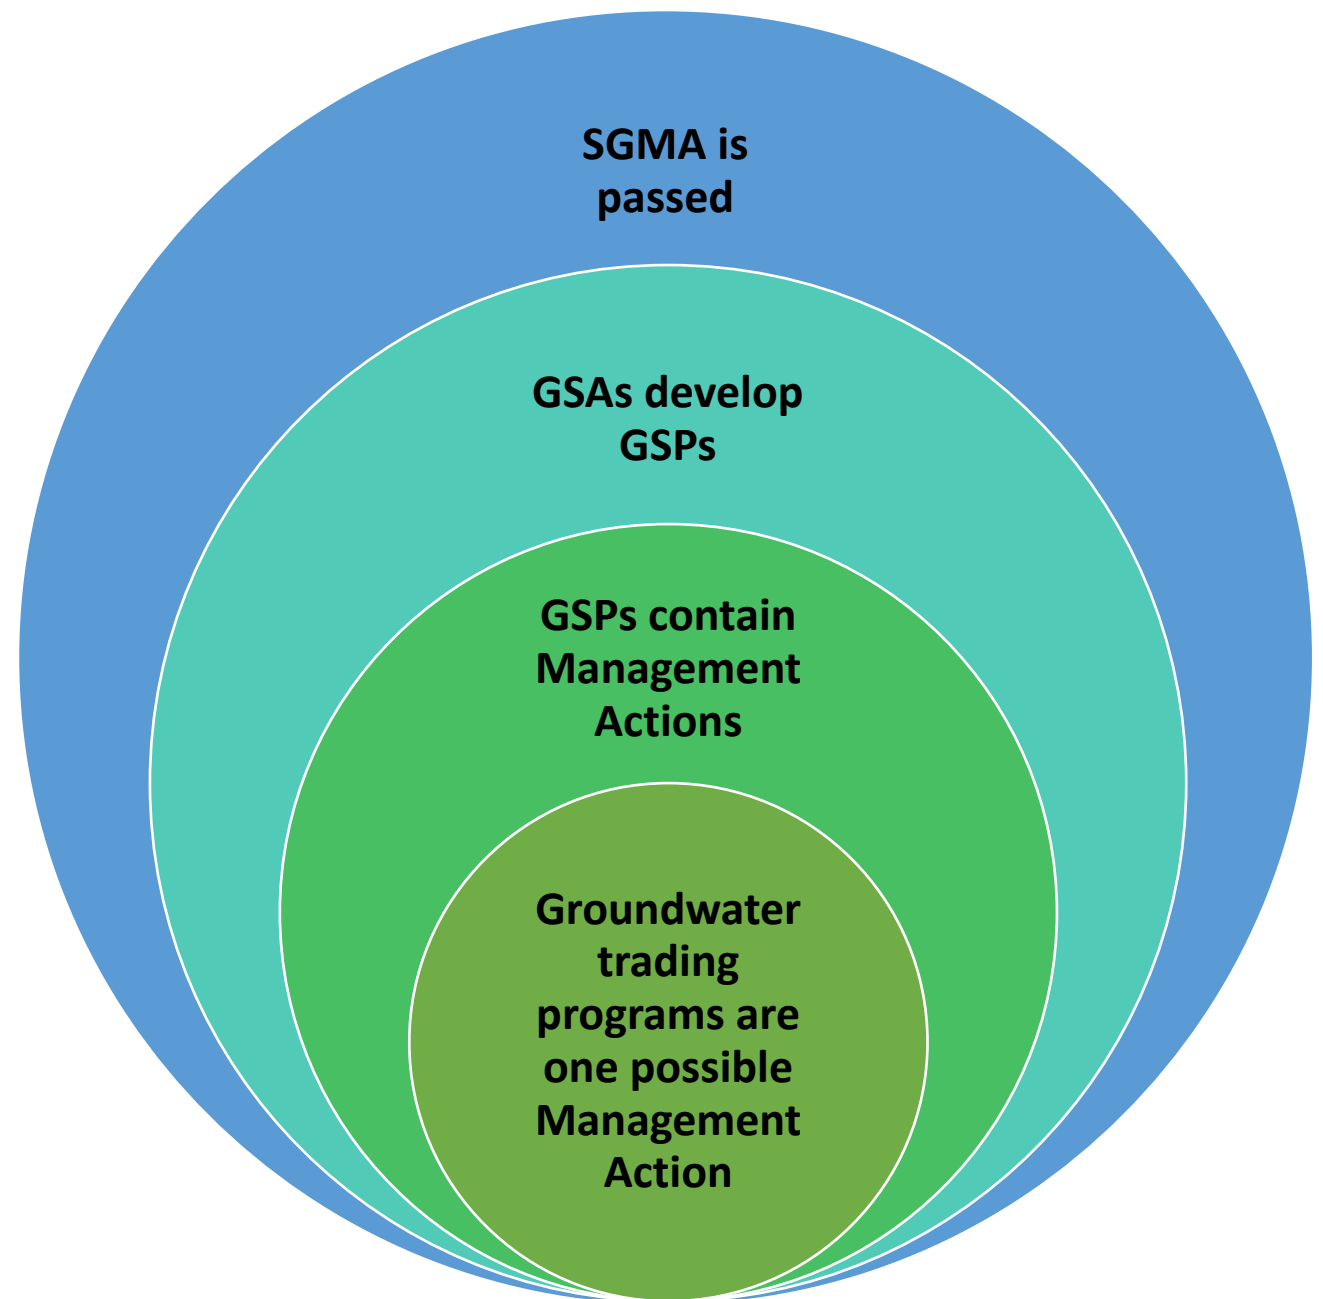 SGMA is
passed
GSAs develop
GSPs
GSPs contain
Management
Actions
Groundwater
trading
programs are
one possible
Management
Action